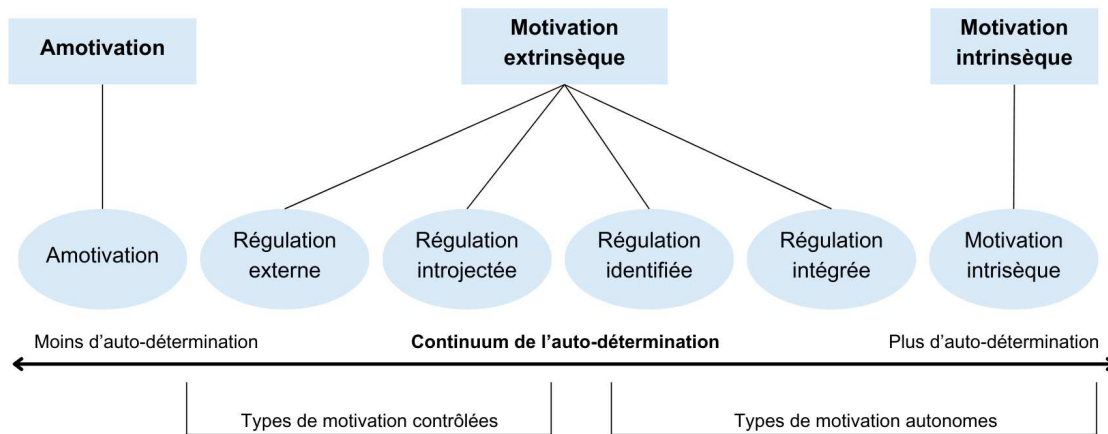 Amotivation
Motivation
extrinsèque
Motivation
intrinsèque
Amotivation
Régulation
externe
Régulation
introjectée
Régulation
identifiée
Régulation
intégrée
Motivation
intrisèque
Moins d’auto-détermination
Continuum de l’auto-détermination
Plus d’auto-détermination
Types de motivation contrôlées
Types de motivation autonomes